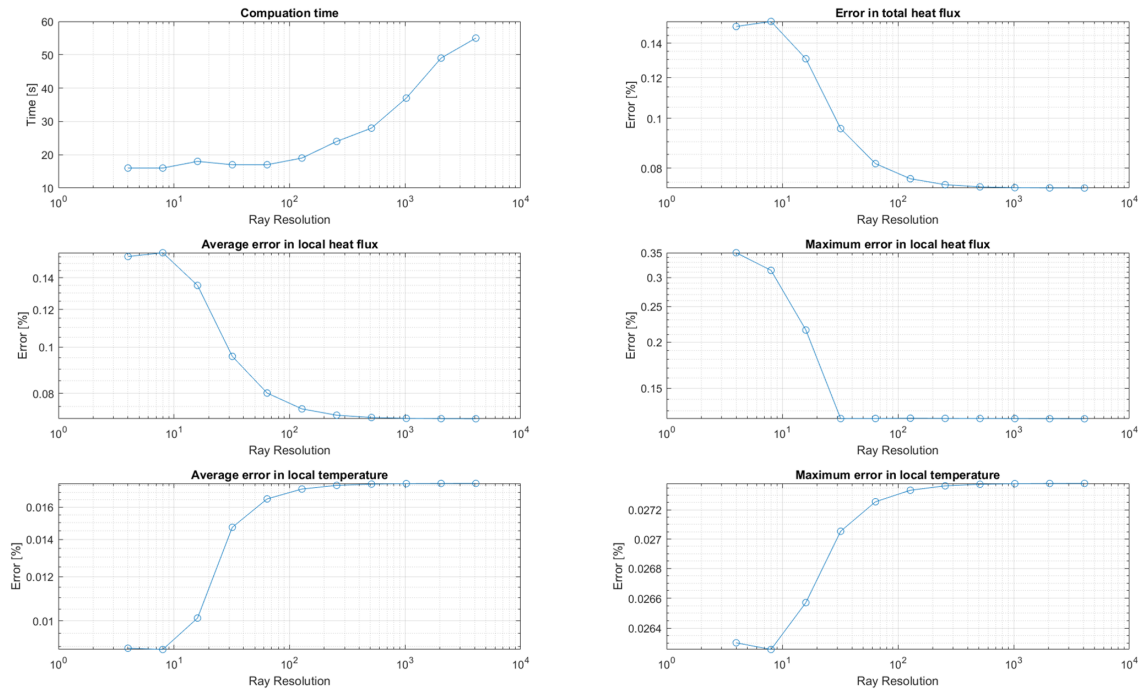 Compuation time
60
50
40
30
20
10
Time [s]
10^0 10^1 10^2 10^3 10^4
Ray Resolution
Error in total heat flux
0.14
0.12
0.1
0.08
Error [%]
10^0 10^1 10^2 10^3 10^4
Ray Resolution
Average error in local heat flux
0.14
0.12
0.1
0.08
Error [%]
10^0 10^1 10^2 10^3 10^4
Ray Resolution
Maximum error in local heat flux
0.35
0.3
0.25
0.2
0.15
Error [%]
10^0 10^1 10^2 10^3 10^4
Ray Resolution
Average error in local temperature
0.016
0.014
0.012
0.01
Error [%]
10^0 10^1 10^2 10^3 10^4
Ray Resolution
Maximum error in local temperature
0.0272
0.027
0.0268
0.0266
0.0264
Error [%]
10^0 10^1 10^2 10^3 10^4
Ray Resolution